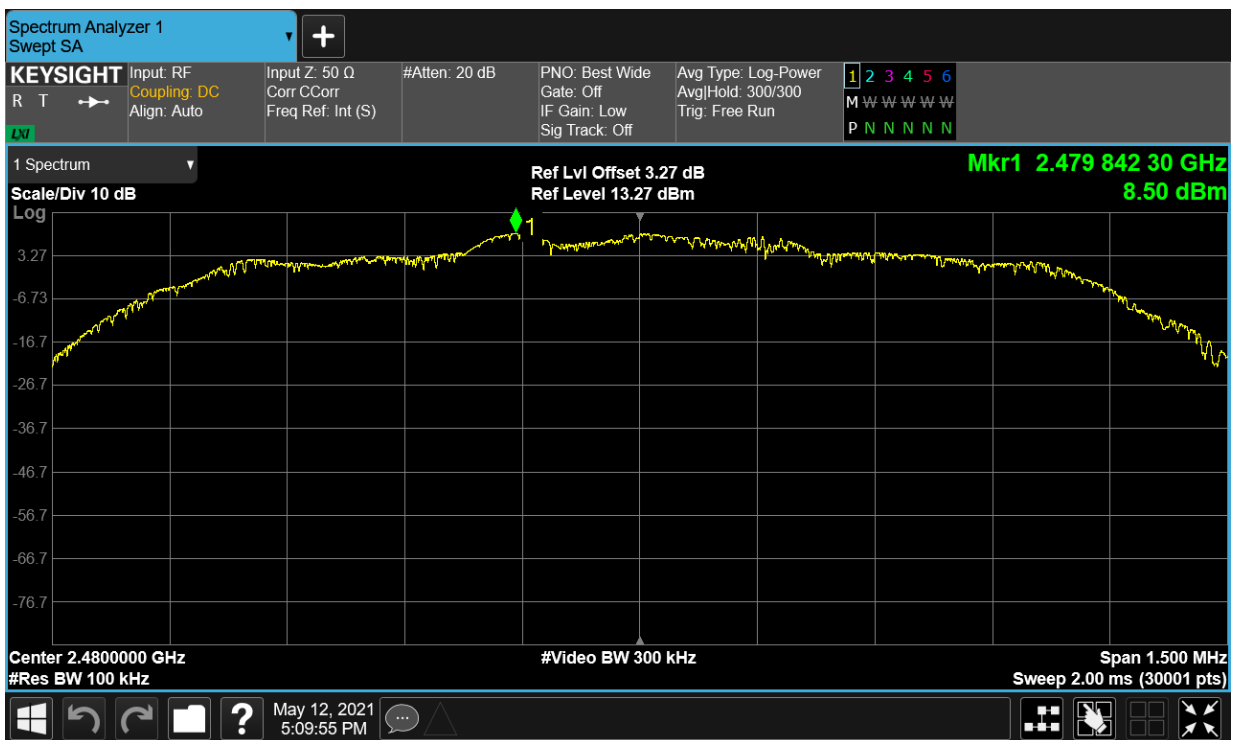 Spectrum Analyzer 1
Swept SA
KEYSIGHT
R T
LXI
Input: RF
Coupling: DC
Align: Auto
Input Z: 50 Ω
Corr CCorr
Freq Ref: Int (S)
#Atten: 20 dB
PNO: Best Wide
Gate: Off
IF Gain: Low
Sig Track: Off
Avg Type: Log-Power
Avg|Hold: 300/300
Trig: Free Run
1 2 3 4 5 6
M W W W W W
P N N N N N
1 Spectrum
Scale/Div 10 dB
Ref Lvl Offset 3.27 dB
Ref Level 13.27 dBm
Mkr1 2.479 842 30 GHz
8.50 dBm
Log
1
3.27
-6.73
-16.7
-26.7
-36.7
-46.7
-56.7
-66.7
-76.7
Center 2.4800000 GHz
#Video BW 300 kHz
Span 1.500 MHz
#Res BW 100 kHz
Sweep 2.00 ms (30001 pts)
?
May 12, 2021
5:09:55 PM